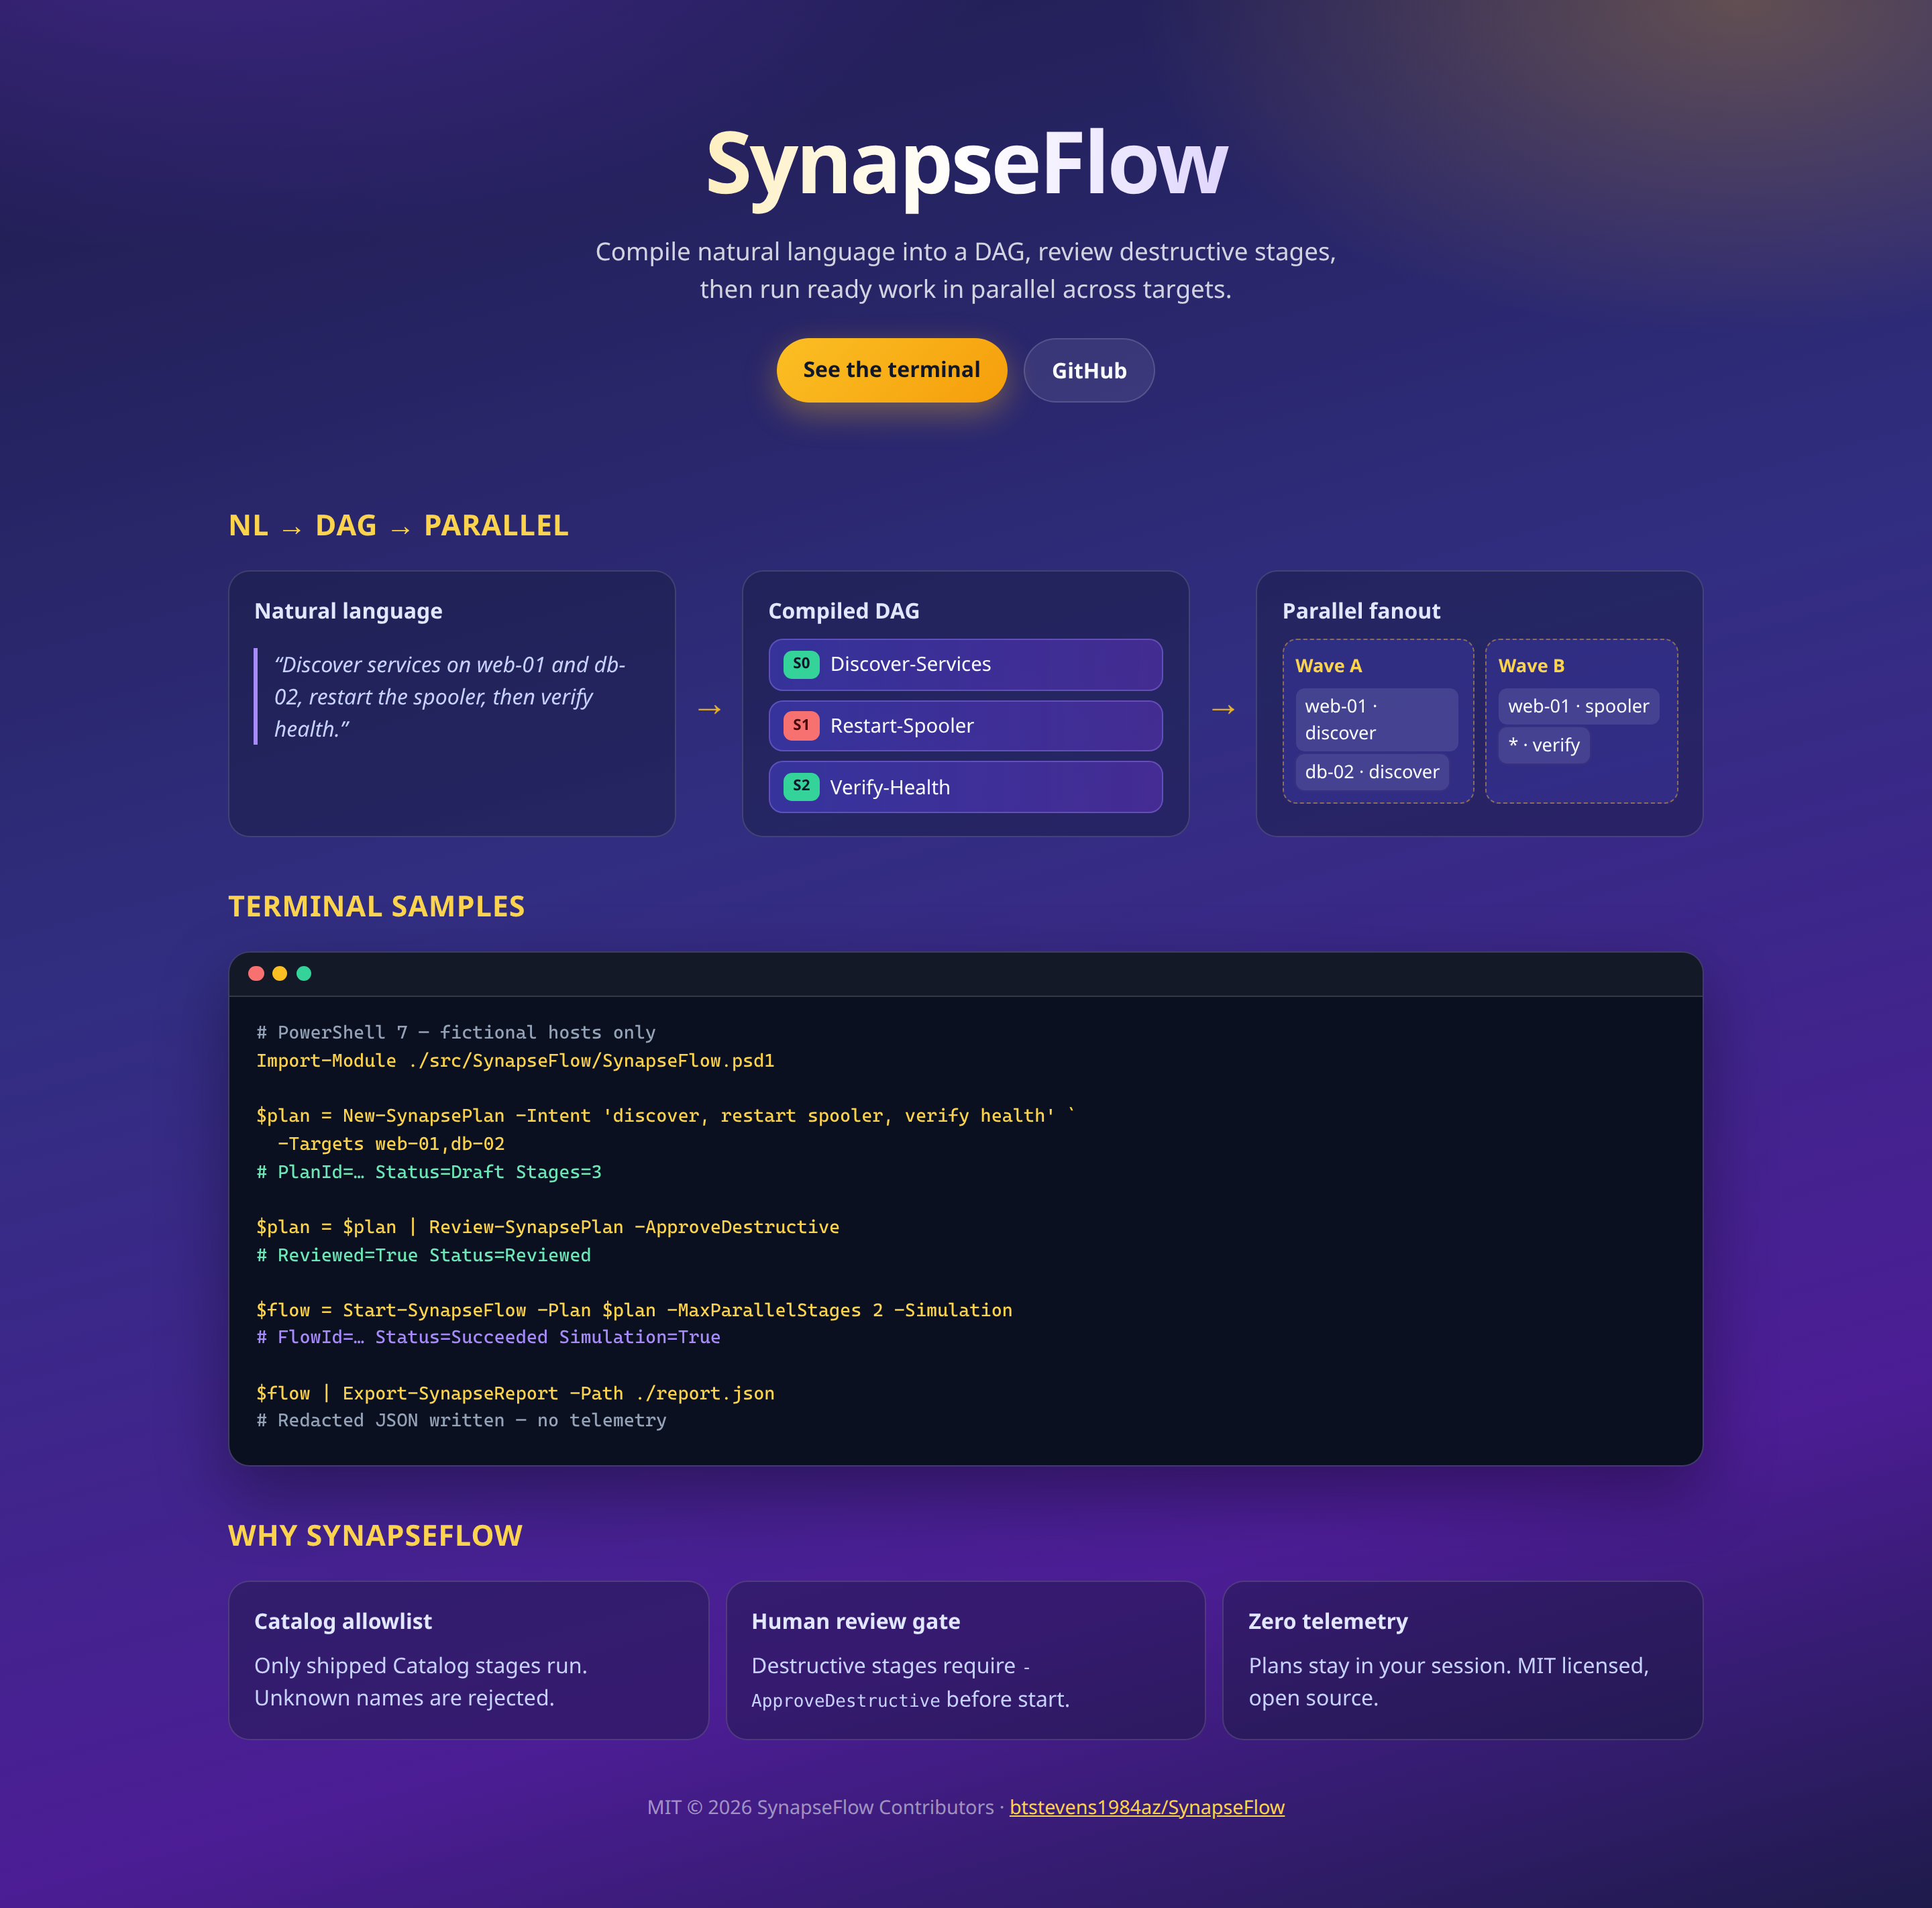 SynapseFlow
Compile natural language into a DAG, review destructive stages,
then run ready work in parallel across targets.
See the terminal
GitHub
NL → DAG → PARALLEL
Natural language
“Discover services on web-01 and db-
02, restart the spooler, then verify
health.”
→
Compiled DAG
S0 Discover-Services
S1 Restart-Spooler
S2 Verify-Health
→
Parallel fanout
Wave A
web-01 ·
discover
db-02 · discover
Wave B
web-01 · spooler
* · verify
TERMINAL SAMPLES
# PowerShell 7 — fictional hosts only
Import-Module ./src/SynapseFlow/SynapseFlow.psd1
$plan = New-SynapsePlan -Intent 'discover, restart spooler, verify health' `
  -Targets web-01,db-02
# PlanId=… Status=Draft Stages=3
$plan = $plan | Review-SynapsePlan -ApproveDestructive
# Reviewed=True Status=Reviewed
$flow = Start-SynapseFlow -Plan $plan -MaxParallelStages 2 -Simulation
# FlowId=… Status=Succeeded Simulation=True
$flow | Export-SynapseReport -Path ./report.json
# Redacted JSON written — no telemetry
WHY SYNAPSEFLOW
Catalog allowlist
Only shipped Catalog stages run.
Unknown names are rejected.
Human review gate
Destructive stages require -
ApproveDestructive before start.
Zero telemetry
Plans stay in your session. MIT licensed,
open source.
MIT © 2026 SynapseFlow Contributors · btstevens1984az/SynapseFlow